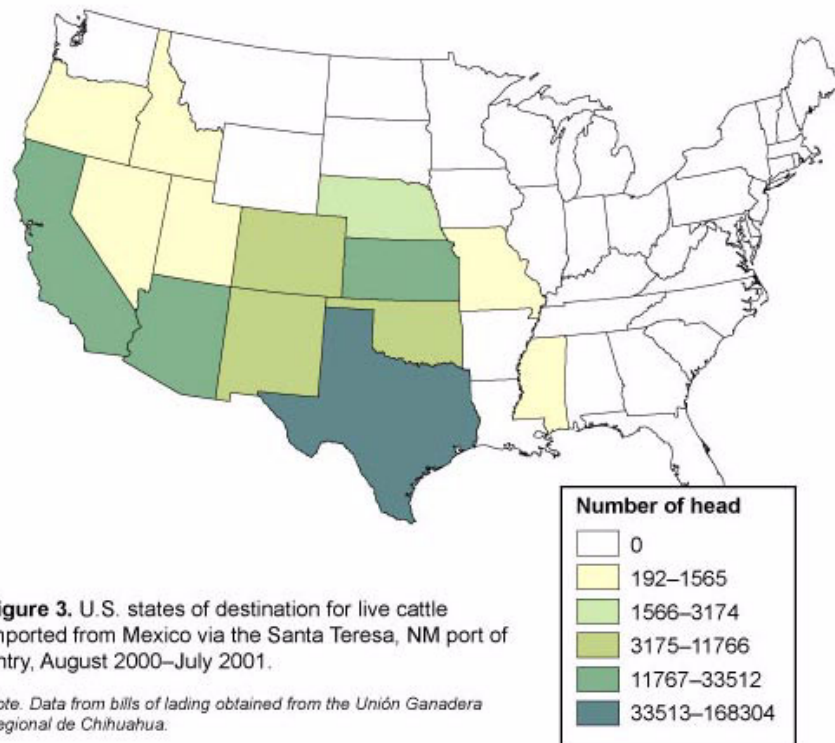 Number of head
0
192–1565
1566–3174
3175–11766
11767–33512
33513–168304
igure 3. U.S. states of destination for live cattle
mported from Mexico via the Santa Teresa, NM port of
ntry, August 2000–July 2001.
ote. Data from bills of lading obtained from the Unión Ganadera
egional de Chihuahua.